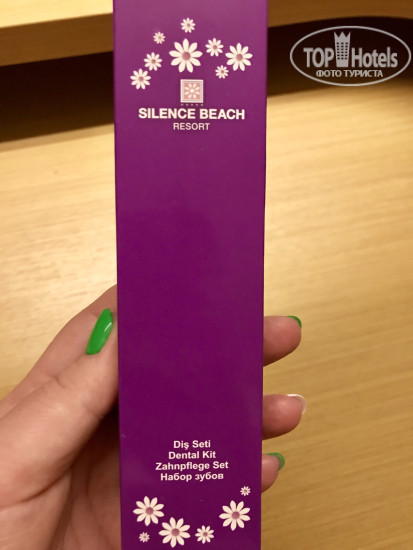 TOP Hotels
ФОТО ТУРИСТА
SILENCE BEACH
RESORT
Diş Seti
Dental Kit
Zahnpflege Set
Набор зубов